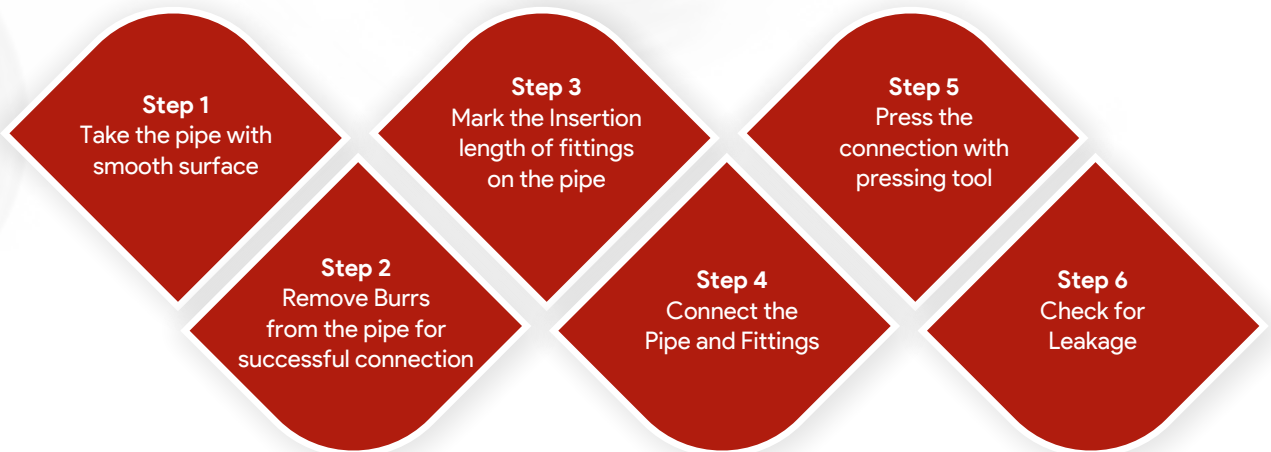 Step 1
Take the pipe with
smooth surface
Step 2
Remove Burrs
from the pipe for
successful connection
Step 3
Mark the Insertion
length of fittings
on the pipe
Step 4
Connect the
Pipe and Fittings
Step 5
Press the
connection with
pressing tool
Step 6
Check for
Leakage